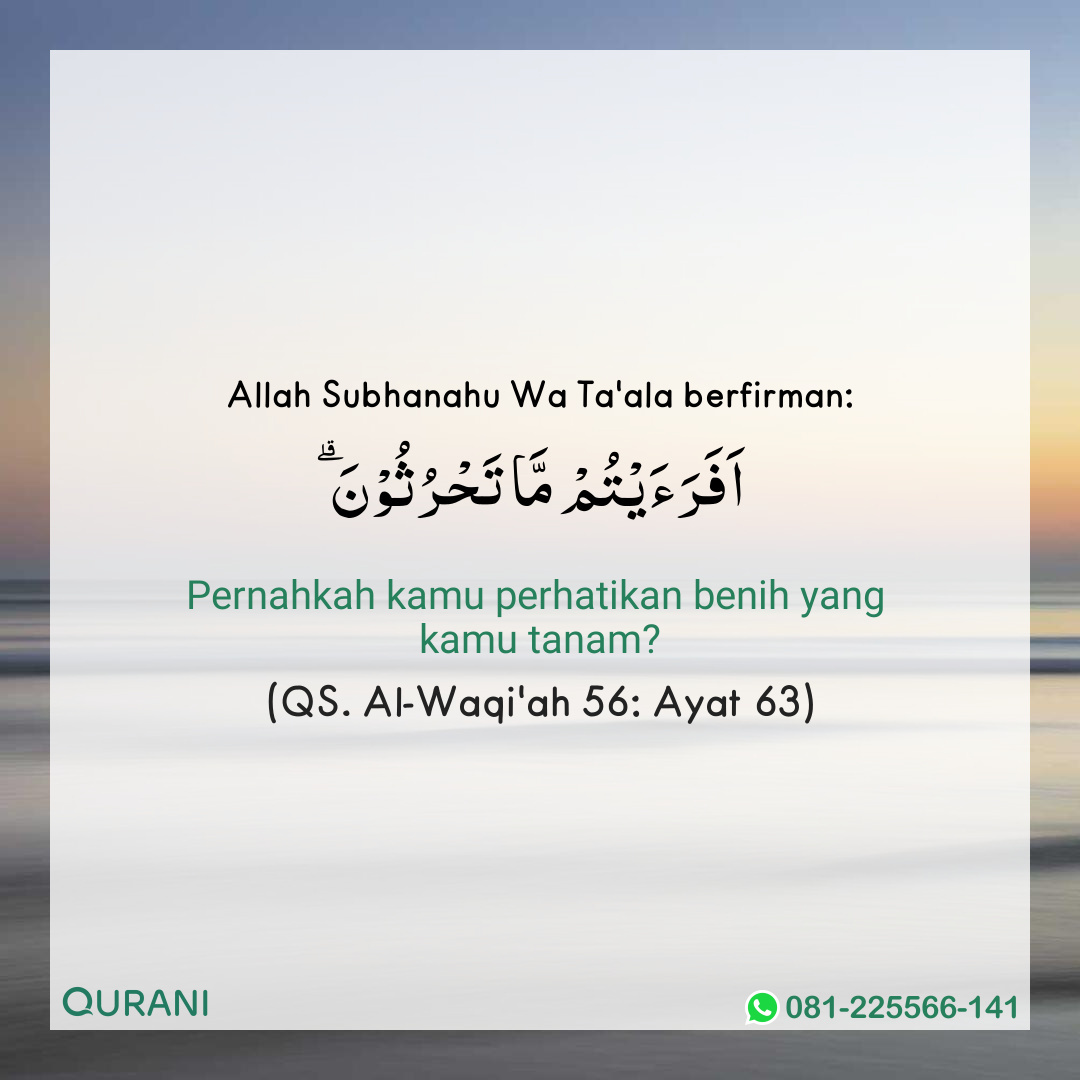 Allah Subhanahu Wa Ta'ala berfirman:
اَفَرَءَيْتُمْ مَّا تَحْرُثُوْنَۗ
Pernahkah kamu perhatikan benih yang
kamu tanam?
(QS. Al-Waqi'ah 56: Ayat 63)
QURANI
081-225566-141